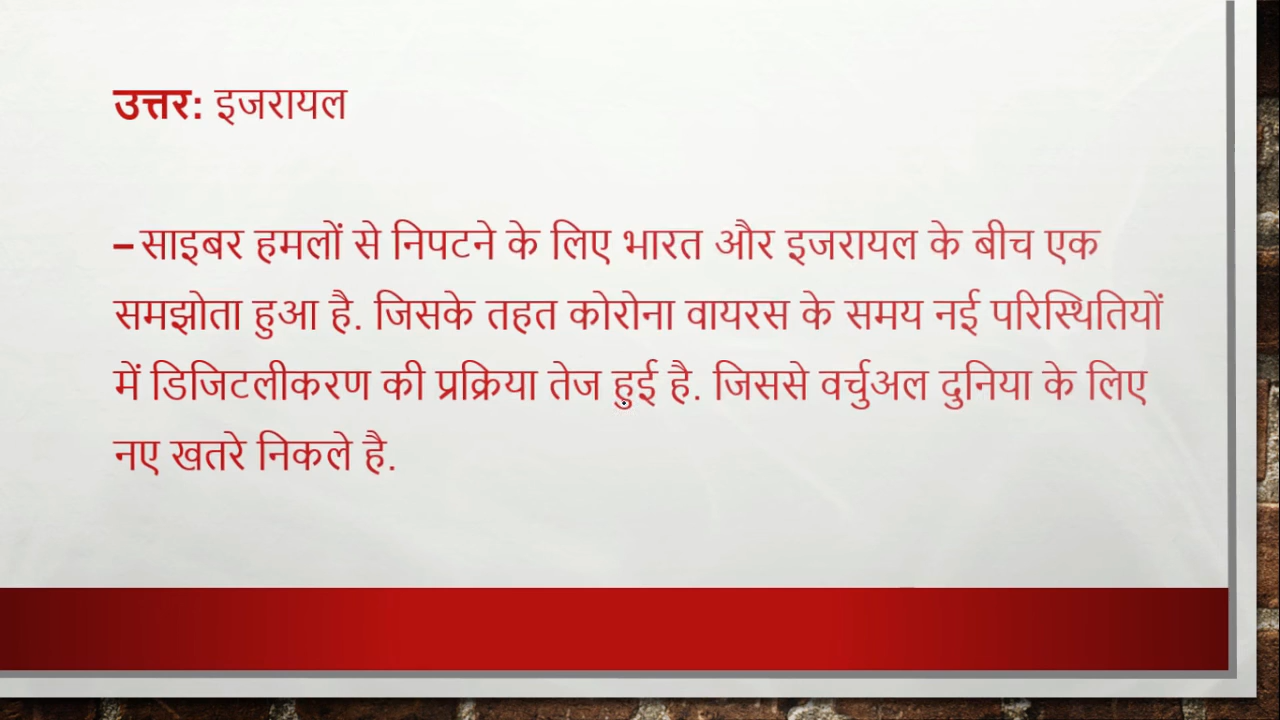 उत्तर: इजरायल
– साइबर हमलों से निपटने के लिए भारत और इजरायल के बीच एक
समझोता हुआ है. जिसके तहत कोरोना वायरस के समय नई परिस्थितियों
में डिजिटलीकरण की प्रक्रिया तेज हुई है. जिससे वर्चुअल दुनिया के लिए
नए खतरे निकले है.